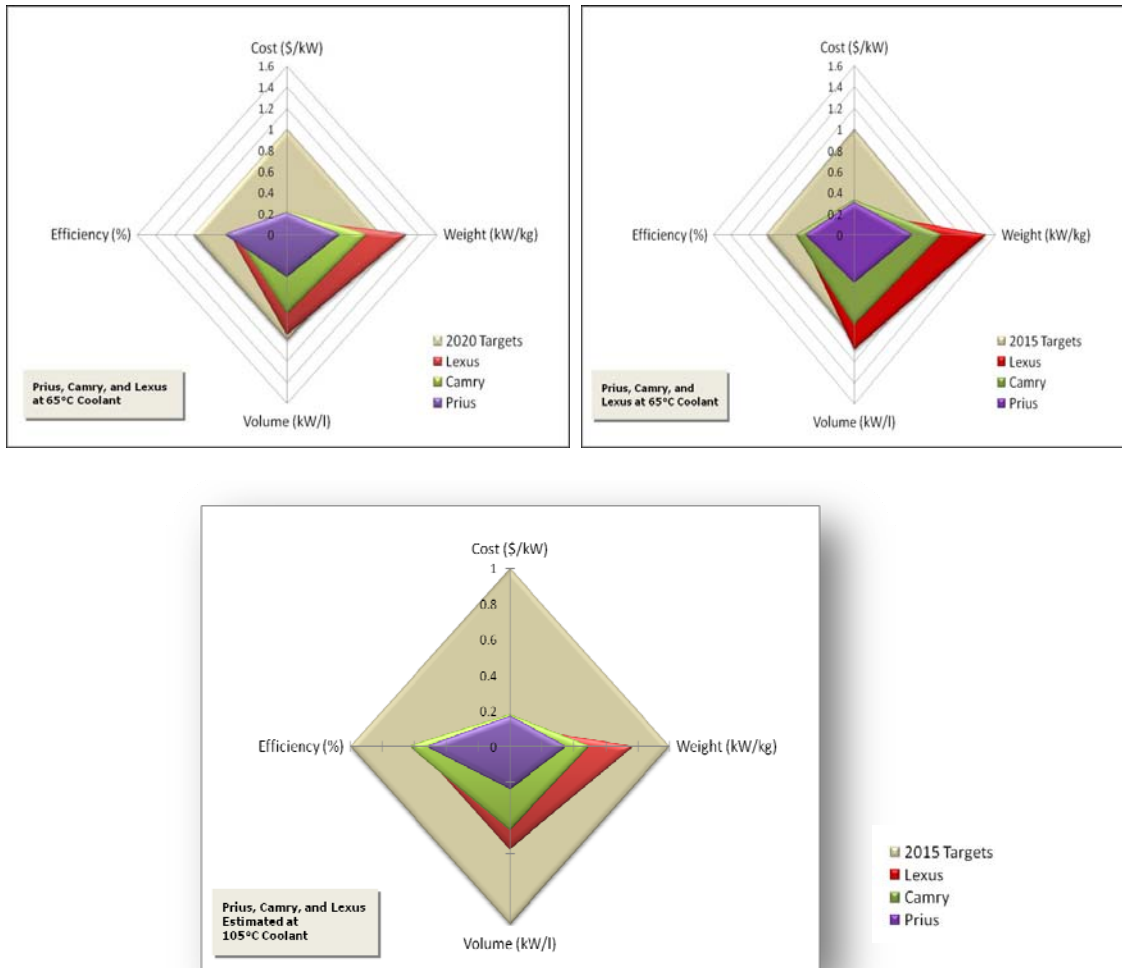 Cost ($/kW)
1.6
1.4
1.2
1
0.8
0.6
0.4
0.2
0
Efficiency (%)
Weight (kW/kg)
2020 Targets
Lexus
Camry
Prius
Prius, Camry, and Lexus
at 65°C Coolant
Volume (kW/l)
Cost ($/kW)
1.6
1.4
1.2
1
0.8
0.6
0.4
0.2
0
Efficiency (%)
Weight (kW/kg)
2015 Targets
Lexus
Camry
Prius
Prius, Camry, and
Lexus at 65°C Coolant
Volume (kW/l)
Cost ($/kW)
1
0.8
0.6
0.4
0.2
0
Efficiency (%)
Weight (kW/kg)
2015 Targets
Lexus
Camry
Prius
Prius, Camry, and Lexus
Estimated at
105°C Coolant
Volume (kW/l)